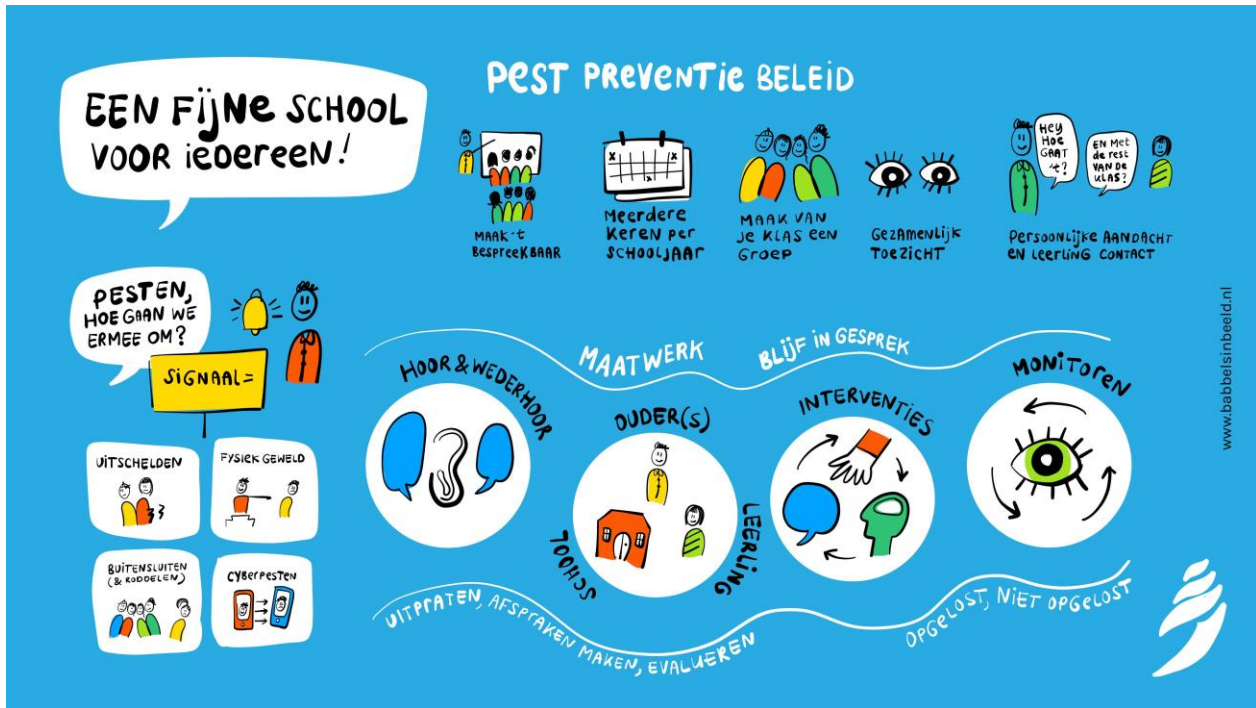 EEN FijNe SCHOOL
VOOR iedereen!
PEST PREVENTiE BELEiD
MAAK 't
BespreekBAAR
Meerdere
Keren per
SCHOOLJAAR
MAAK VAN
Je KLAS een
Groep
GeZAMENLijK
TOEZICHT
Hey
HOE
GAAT
't?
EN Met
de rest
VAN DE
KLAS?
Persoonlijke AANDACHT
en Leerling CONTACT
PESTEN,
HOE GAAN WE
ERMEE OM?
SiGNAAL=
UiTSCHELDEN
FYSiEK GEWELD
BUITENSLUITEN
(& RODDELEN)
CYBERPESTEN
MAATWERK
BLIJF IN GESPREK
HOOR & WEDERHOOR
OUDER(S)
SCHOOL
LEERLING
INTERVENTIES
MONiTOREN
UITPRATEN, AFSPRAKEN MAKEN, EVALUEREN
OPGELOST, NIET OPGELOST
www.babbelsinbeeld.nl